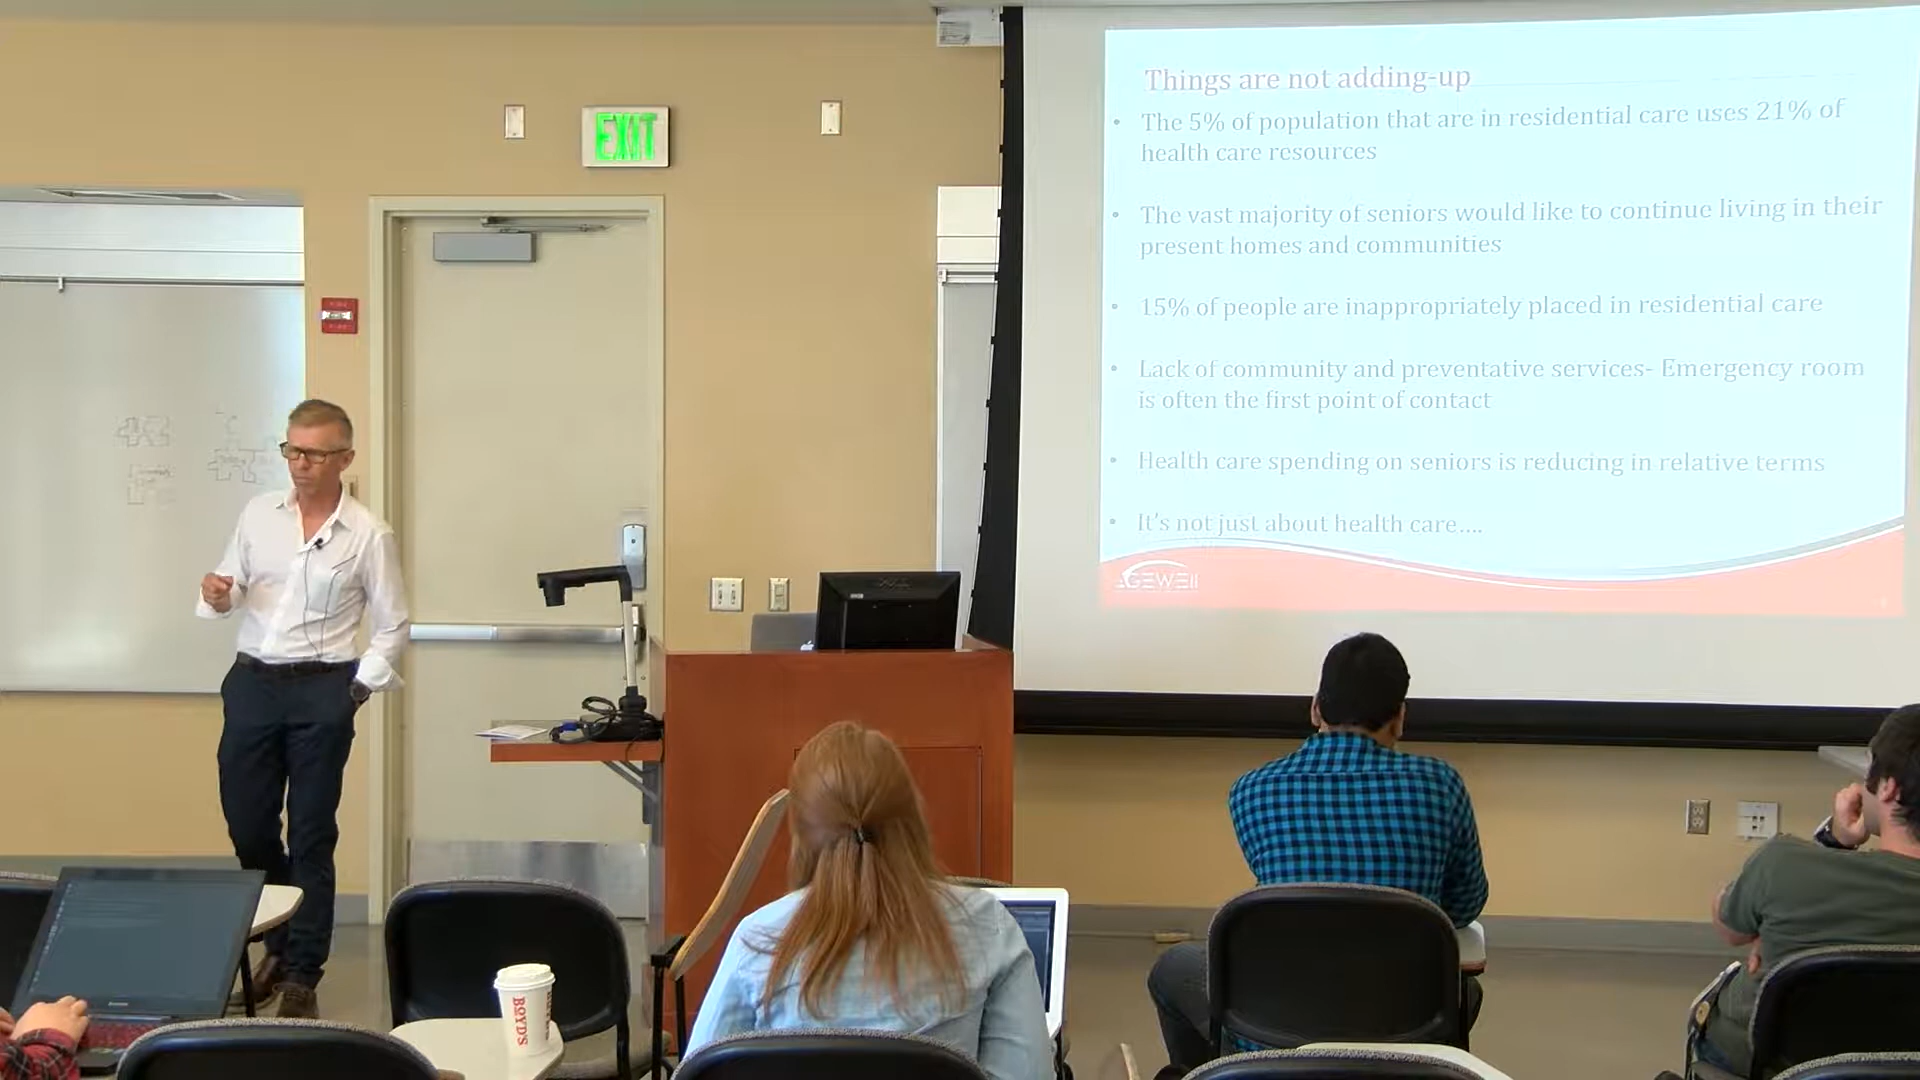 EXIT
Things are not adding-up
• The 5% of population that are in residential care uses 21% of
health care resources
• The vast majority of seniors would like to continue living in their
present homes and communities
• 15% of people are inappropriately placed in residential care
• Lack of community and preventative services- Emergency room
is often the first point of contact
• Health care spending on seniors is reducing in relative terms
• It's not just about health care….
AGEWELL
BOYD'S